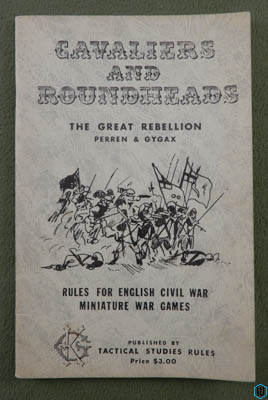 CAVALIERS
AND
ROUNDHEADS
THE GREAT REBELLION
PERREN & GYGAX
RULES FOR ENGLISH CIVIL WAR
MINIATURE WAR GAMES
PUBLISHED BY
TACTICAL STUDIES RULES
Price $3.00